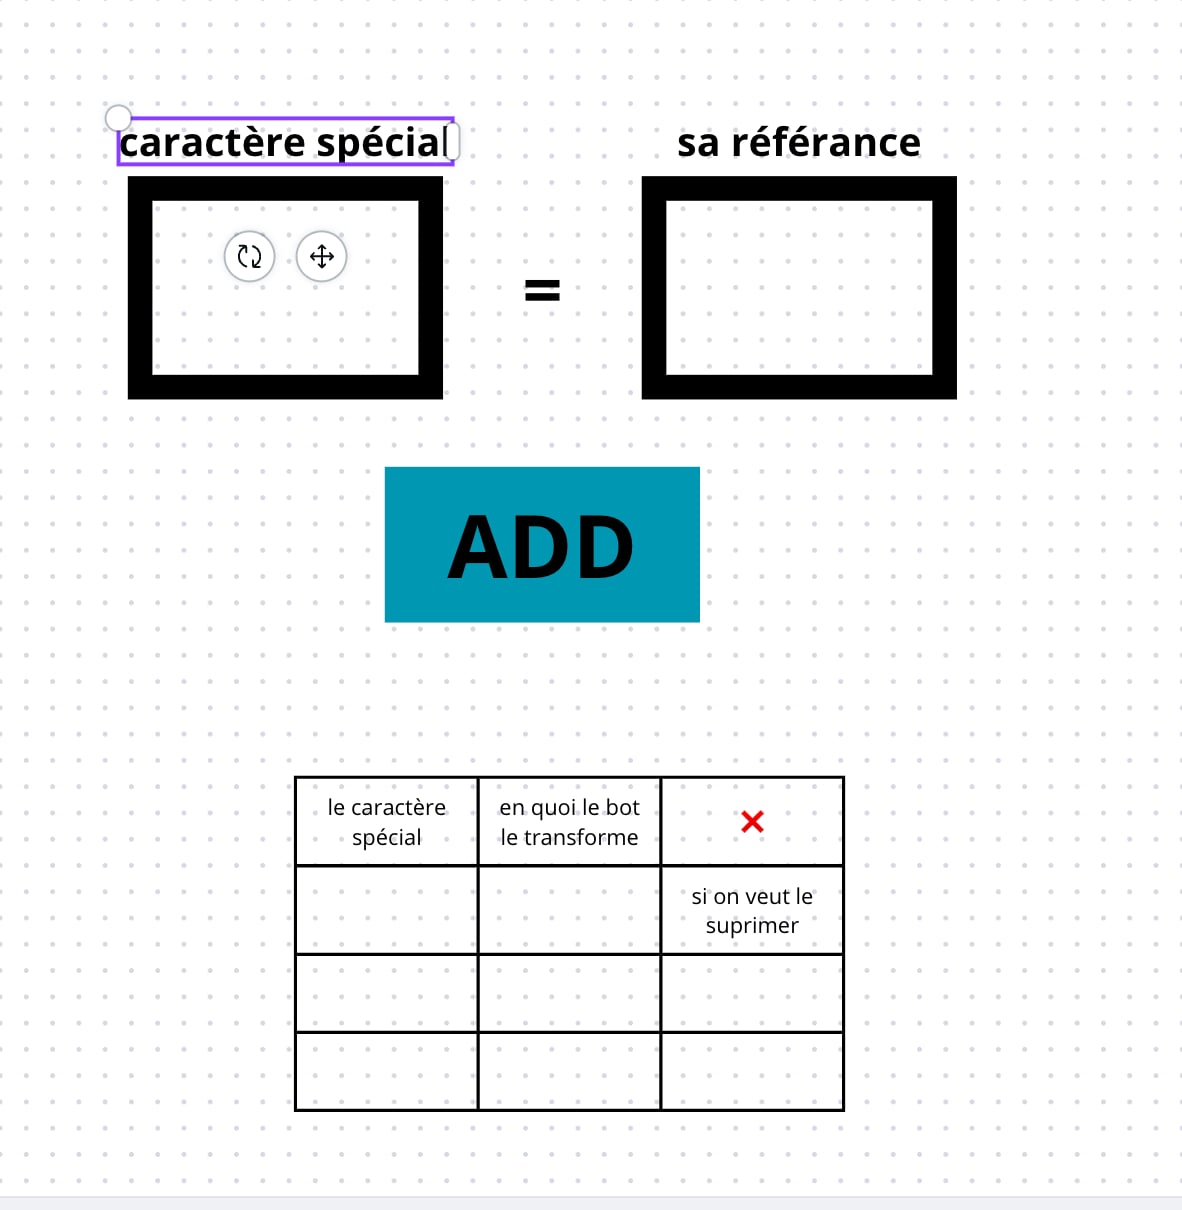 caractère spécial
sa référance
=
ADD
le caractère
spécial
en quoi le bot
le transforme
❌
si on veut le
suprimer